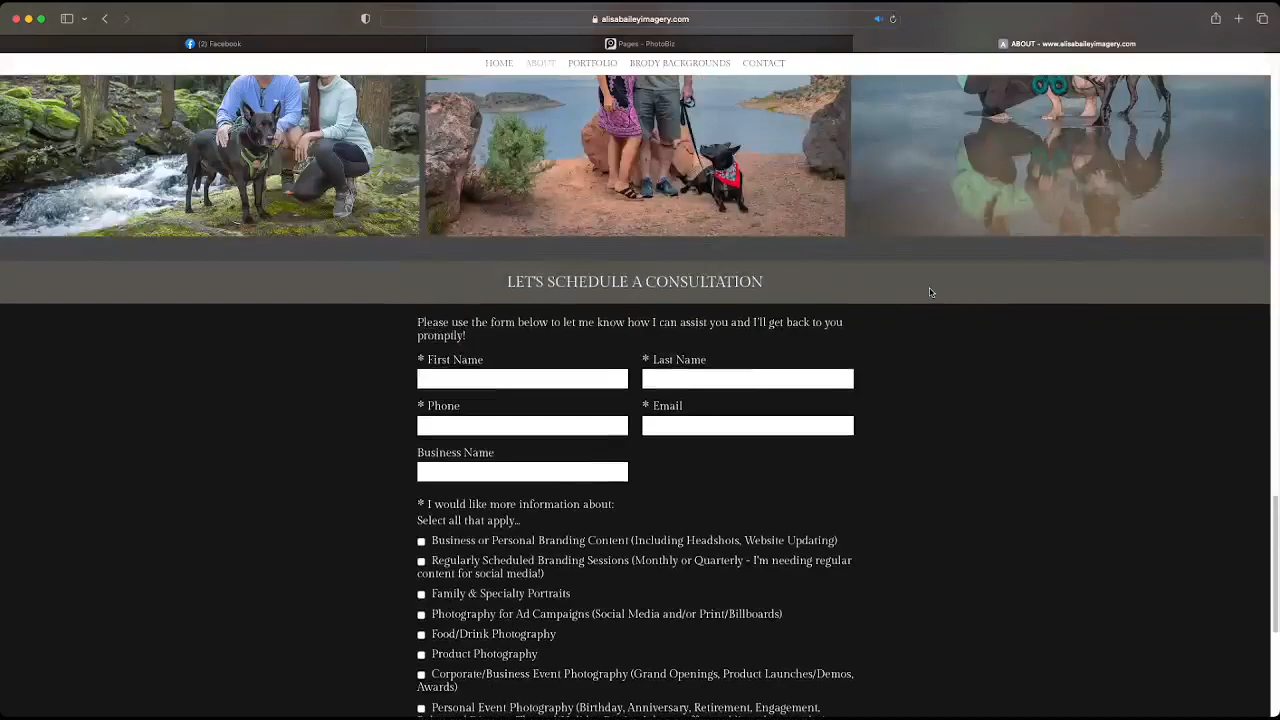 alisabaileyimagery.com
(2) Facebook
Pages - PhotoBiz
A ABOUT - www.alisabaileyimagery.com
HOME ABOUT PORTFOLIO BRODY BACKGROUNDS CONTACT
LET'S SCHEDULE A CONSULTATION
Please use the form below to let me know how I can assist you and I'll get back to you
promptly!
* First Name
* Last Name
* Phone
* Email
Business Name
* I would like more information about:
Select all that apply...
Business or Personal Branding Content (Including Headshots, Website Updating)
Regularly Scheduled Branding Sessions (Monthly or Quarterly - I'm needing regular
content for social media!)
Family & Specialty Portraits
Photography for Ad Campaigns (Social Media and/or Print/Billboards)
Food/Drink Photography
Product Photography
Corporate/Business Event Photography (Grand Openings, Product Launches/Demos,
Awards)
Personal Event Photography (Birthday, Anniversary, Retirement, Engagement,